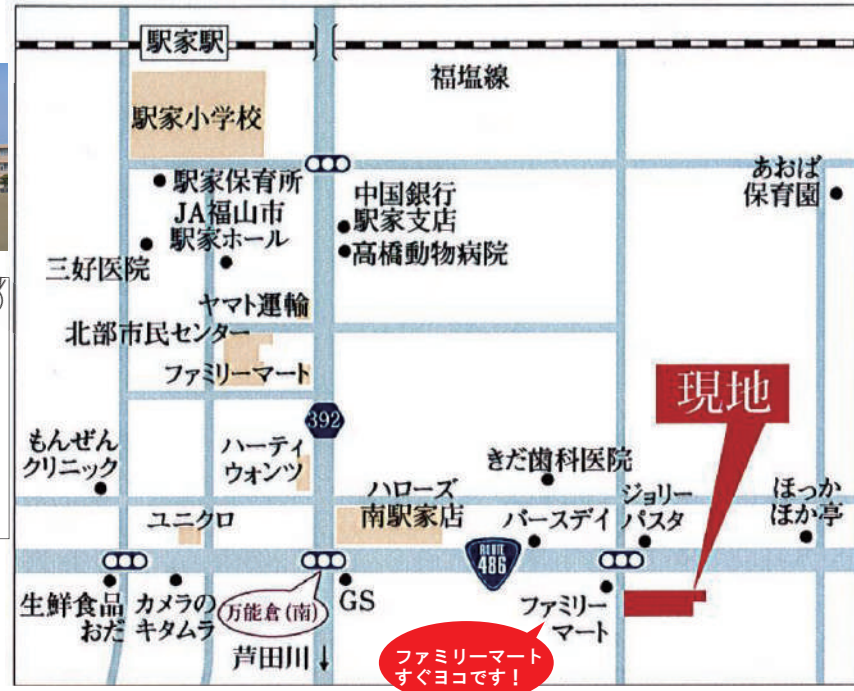 駅家駅
福塩線
駅家小学校
駅家保育所
JA福山市
駅家ホール
三好医院
中国銀行
駅家支店
高橋動物病院
あおば
保育園
ヤマト運輸
北部市民センター
ファミリーマート
392
現地
もんぜん
クリニック
ハーティ
ウォンツ
きだ歯科医院
ハローズ
南駅家店
ジョリー
パスタ
ほっか
ほか亭
ユニクロ
バースデイ
ROUTE
486
生鮮食品
おだ
カメラの
キタムラ
万能倉(南)
GS
ファミリー
マート
芦田川↓
ファミリーマート
すぐヨコです!